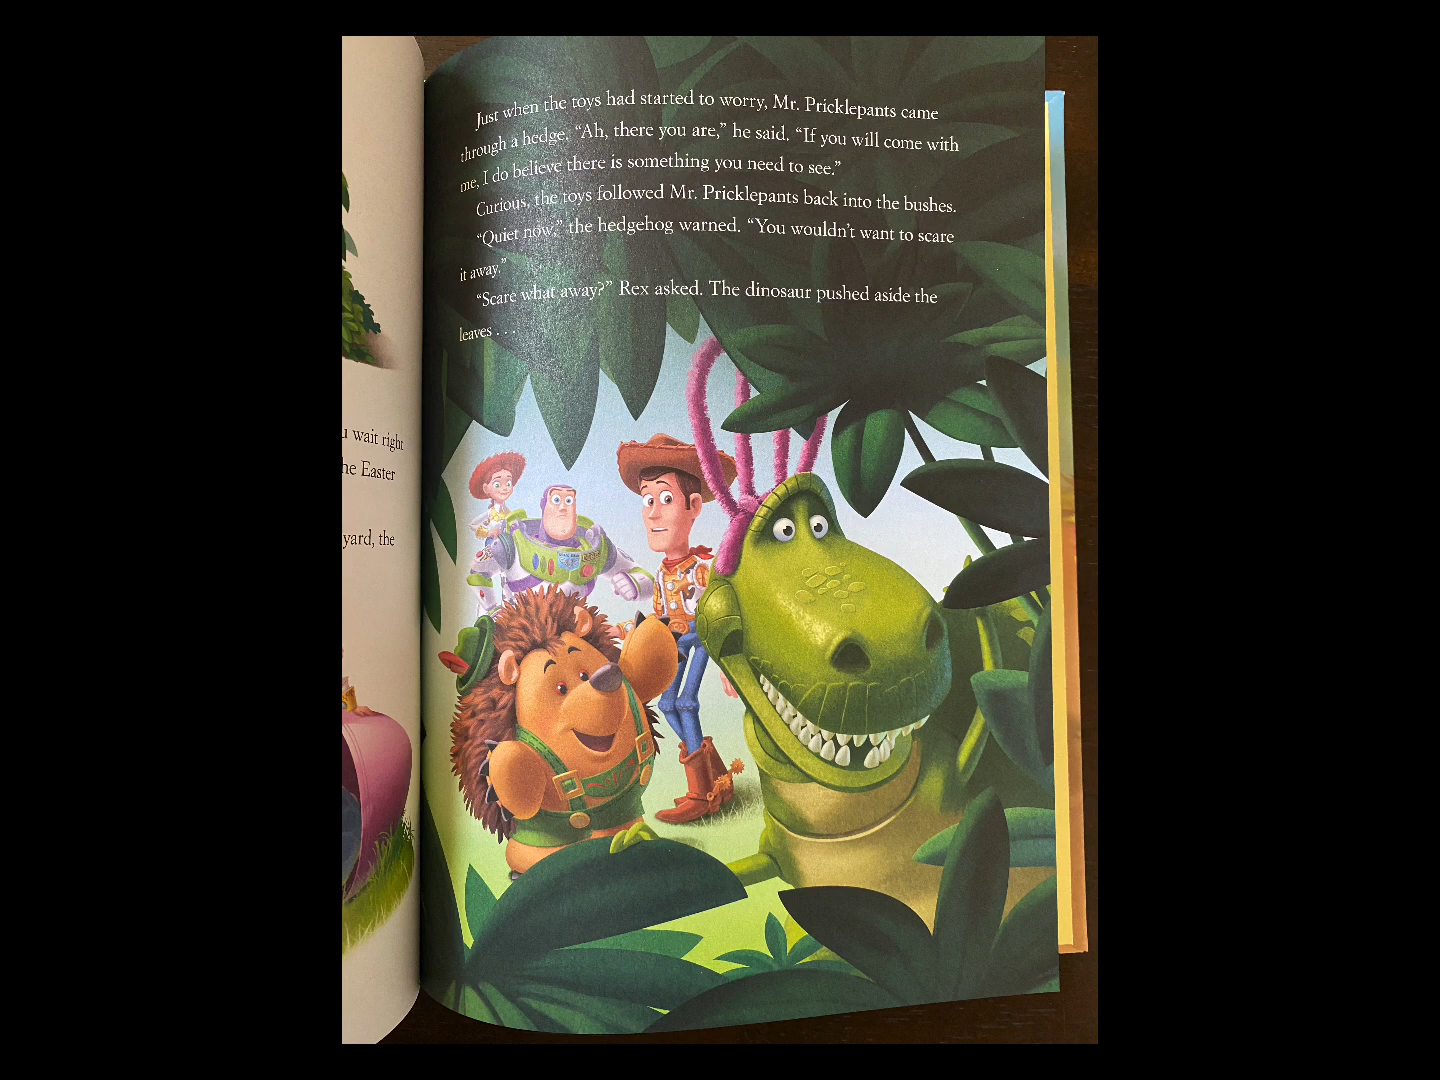 Just when the toys had started to worry, Mr. Pricklepants came
through a hedge. “Ah, there you are,” he said. “If you will come with
me, I do believe there is something you need to see.”
Curious, the toys followed Mr. Pricklepants back into the bushes.
“Quiet now,” the hedgehog warned. “You wouldn’t want to scare
it away.”
“Scare what away?” Rex asked. The dinosaur pushed aside the
leaves . . .
wait right
Easter
yard, the